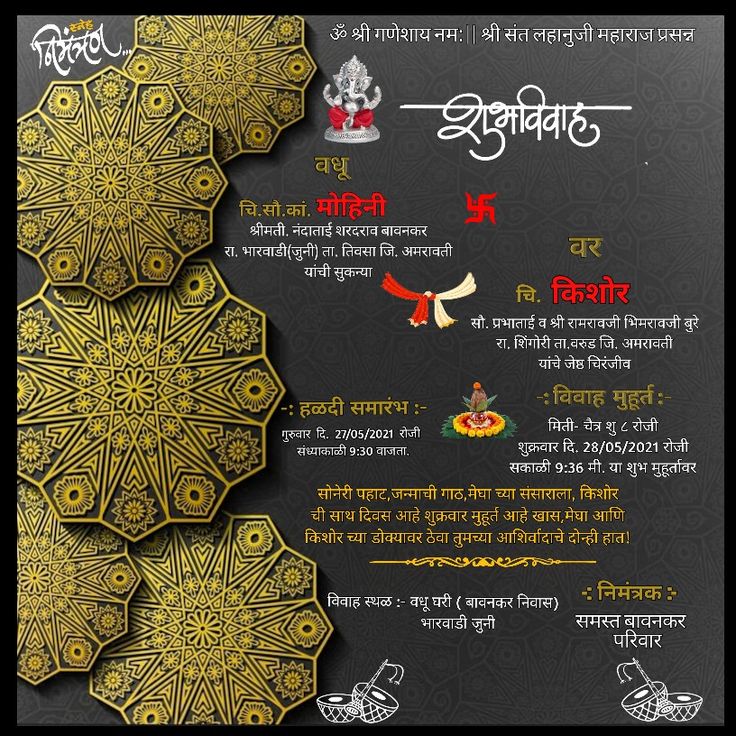 स्नेह
निमंत्रण...
ॐ श्री गणेशाय नमः || श्री संत लहानुजी महाराज प्रसन्न
शुभविवाह
वधू
चि.सौ.कां. मोहिनी
श्रीमती. नंदाताई शरदराव बावनकर
रा. भारवाडी(जुनी) ता. तिवसा जि. अमरावती
यांची सुकन्या
वर
चि. किशोर
सौ. प्रभाताई व श्री रामरावजी भिमरावजी बुरे
रा. शिंगोरी ता.वरुड जि. अमरावती
यांचे जेष्ठ चिरंजीव
-: हळदी समारंभ :-
गुरुवार दि. 27/05/2021 रोजी
संध्याकाळी 9:30 वाजता.
-: विवाह मुहूर्त :-
मिती- चैत्र शु ८ रोजी
शुक्रवार दि. 28/05/2021 रोजी
सकाळी 9:36 मी. या शुभ मुहूर्तावर
सोनेरी पहाट,जन्माची गाठ,मेघा च्या संसाराला, किशोर
ची साथ दिवस आहे शुक्रवार मुहूर्त आहे खास,मेघा आणि
किशोर च्या डोक्यावर ठेवा तुमच्या आशिर्वादाचे दोन्ही हात!
विवाह स्थळ :- वधू घरी ( बावनकर निवास)
भारवाडी जुनी
-: निमंत्रक :-
समस्त बावनकर
परिवार